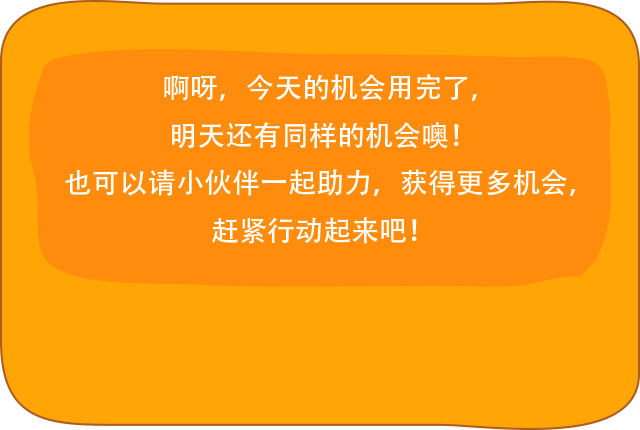 啊呀，今天的机会用完了，
明天还有同样的机会噢！
也可以请小伙伴一起助力，获得更多机会，
赶紧行动起来吧！